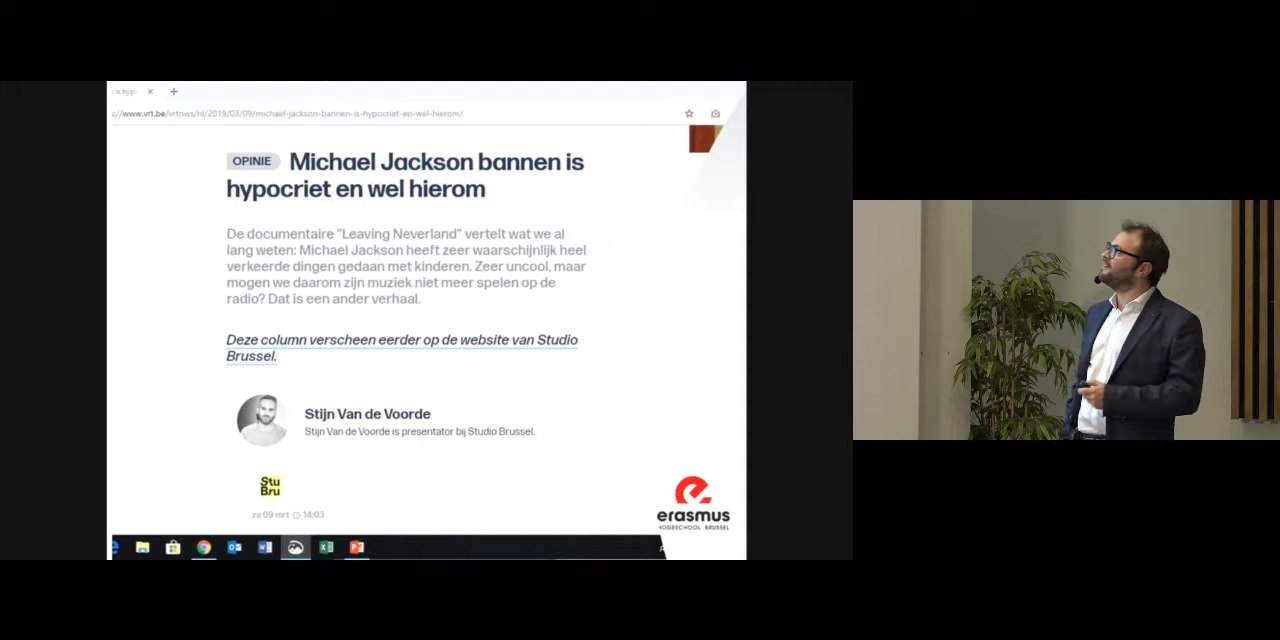 is hyp
://www.vrt.be/vrtnws/nl/2019/03/09/michael-jackson-bannen-is-hypocriet-en-wel-hierom/
OPINIE Michael Jackson bannen is
hypocriet en wel hierom
De documentaire "Leaving Neverland" vertelt wat we al
lang weten: Michael Jackson heeft zeer waarschijnlijk heel
verkeerde dingen gedaan met kinderen. Zeer uncool, maar
mogen we daarom zijn muziek niet meer spelen op de
radio? Dat is een ander verhaal.
Deze column verscheen eerder op de website van Studio
Brussel.
Stijn Van de Voorde
Stijn Van de Voorde is presentator bij Studio Brussel.
Stu
Bru
za 09 mrt 14:03
erasmus
HOGESCHOOL BRUSSEL